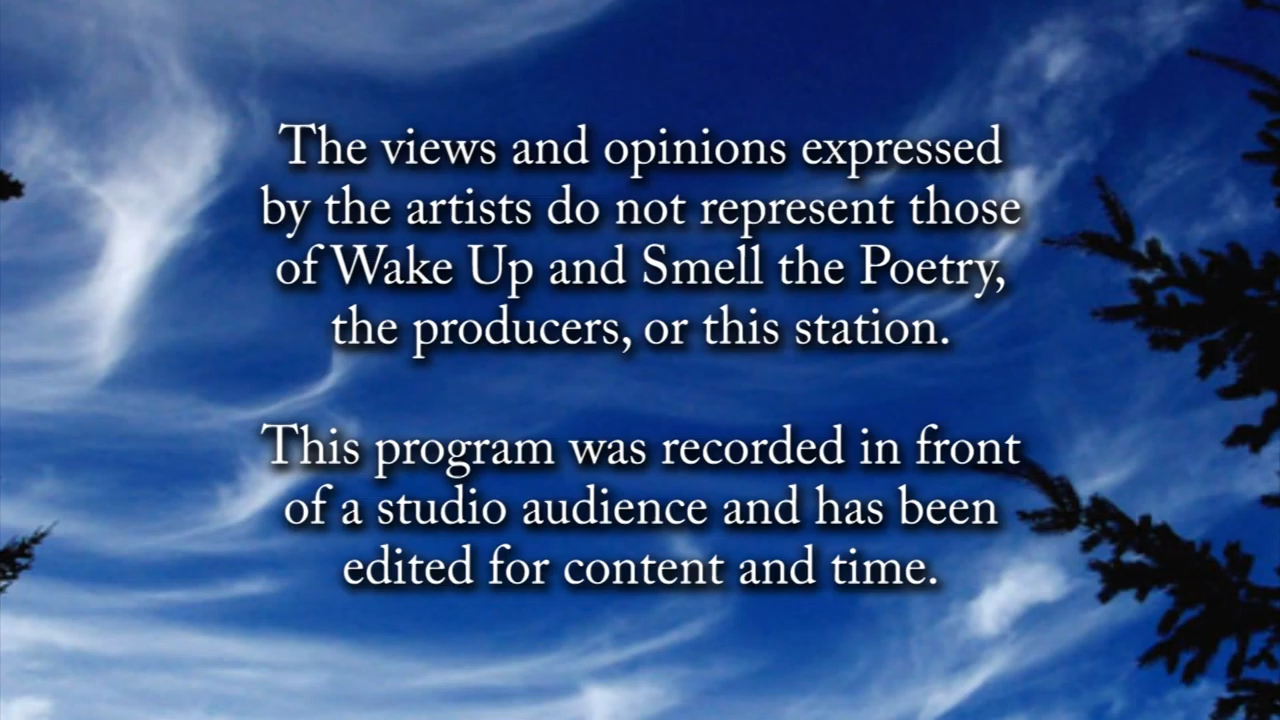 The views and opinions expressed
by the artists do not represent those
of Wake Up and Smell the Poetry,
the producers, or this station.
This program was recorded in front
of a studio audience and has been
edited for content and time.